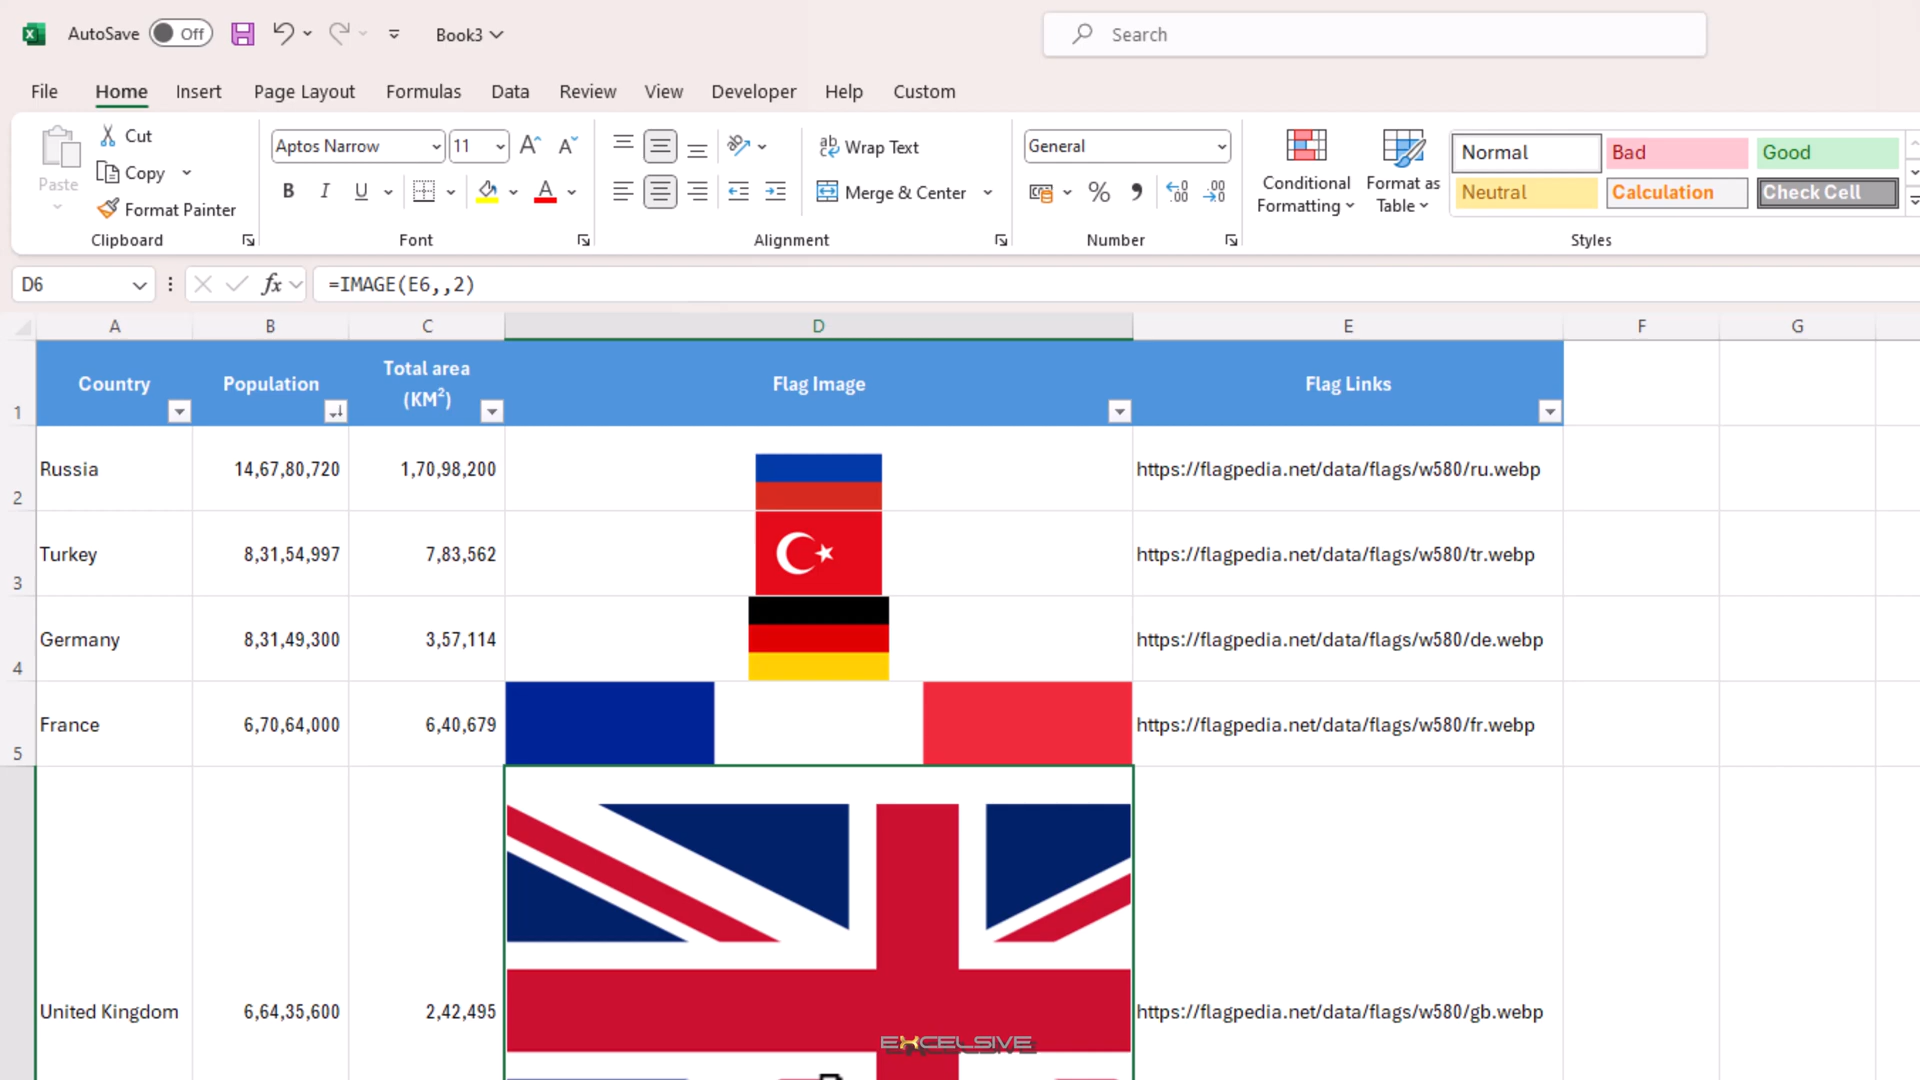 AutoSave Off Book3 Search
File Home Insert Page Layout Formulas Data Review View Developer Help Custom
Paste Cut Copy Format Painter
Clipboard
Aptos Narrow 11
B I U A
Font
Wrap Text
Merge & Center
Alignment
General
% 9
Number
Conditional Formatting
Format as Table
Normal Bad Good
Neutral Calculation Check Cell
Styles
D6 fx =IMAGE(E6,,2)
A B C D E F G
1 Country Population Total area (KM²) Flag Image Flag Links
2 Russia 14,67,80,720 1,70,98,200 https://flagpedia.net/data/flags/w580/ru.webp
3 Turkey 8,31,54,997 7,83,562 https://flagpedia.net/data/flags/w580/tr.webp
4 Germany 8,31,49,300 3,57,114 https://flagpedia.net/data/flags/w580/de.webp
5 France 6,70,64,000 6,40,679 https://flagpedia.net/data/flags/w580/fr.webp
United Kingdom 6,64,35,600 2,42,495 https://flagpedia.net/data/flags/w580/gb.webp
EXCELSIVE